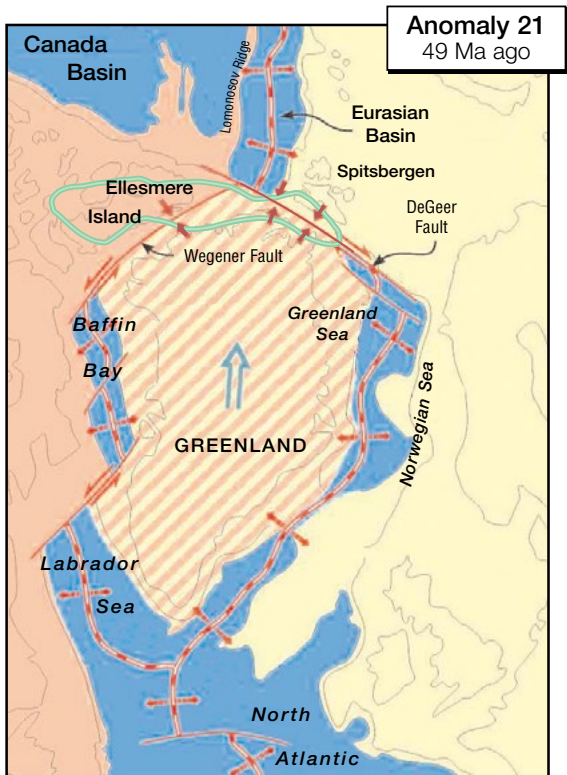 Anomaly 21
49 Ma ago
Canada
Basin
Lomonosov Ridge
Eurasian
Basin
Spitsbergen
Ellesmere
Island
DeGeer
Fault
Wegener Fault
Baffin
Bay
Greenland
Sea
Norwegian Sea
GREENLAND
Labrador
Sea
North
Atlantic